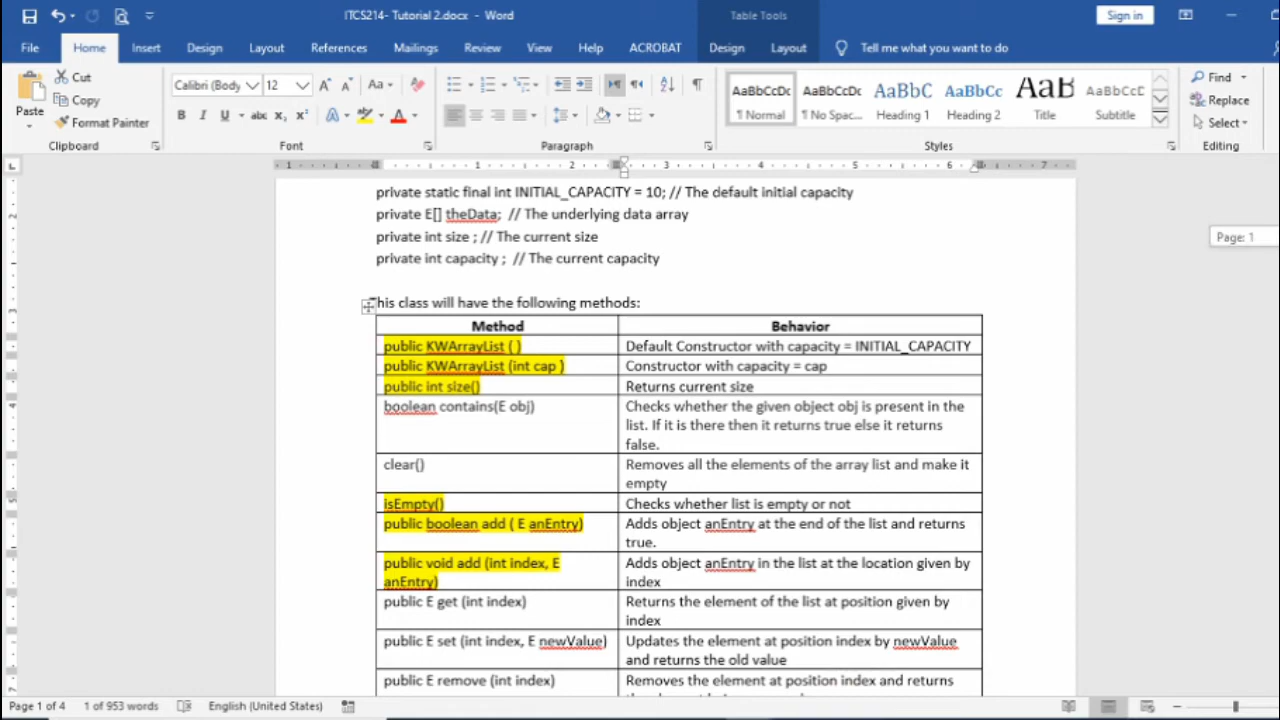 ITCS214- Tutorial 2.docx - Word
Table Tools
Sign in
File Home Insert Design Layout References Mailings Review View Help ACROBAT Design Layout Tell me what you want to do
Paste
Cut
Copy
Format Painter
Clipboard
Calibri (Body 12
Font
Paragraph
AaBbCcDc AaBbCcDc AaBbC AaBbCc AaB AaBbCcC
¶ Normal ¶ No Spac... Heading 1 Heading 2 Title Subtitle
Styles
Find
Replace
Select
Editing
1 1 2 3 4 5 6 7
private static final int INITIAL_CAPACITY = 10; // The default initial capacity
private E[] theData; // The underlying data array
private int size ; // The current size
private int capacity ; // The current capacity
Page: 1
This class will have the following methods:
Method Behavior
public KWArrayList ( ) Default Constructor with capacity = INITIAL_CAPACITY
public KWArrayList (int cap ) Constructor with capacity = cap
public int size() Returns current size
boolean contains(E obj) Checks whether the given object obj is present in the
list. If it is there then it returns true else it returns
false.
clear() Removes all the elements of the array list and make it
empty
isEmpty() Checks whether list is empty or not
public boolean add ( E anEntry) Adds object anEntry at the end of the list and returns
true.
public void add (int index, E Adds object anEntry in the list at the location given by
anEntry) index
public E get (int index) Returns the element of the list at position given by
index
public E set (int index, E newValue) Updates the element at position index by newValue
and returns the old value
public E remove (int index) Removes the element at position index and returns
Page 1 of 4 1 of 953 words English (United States)